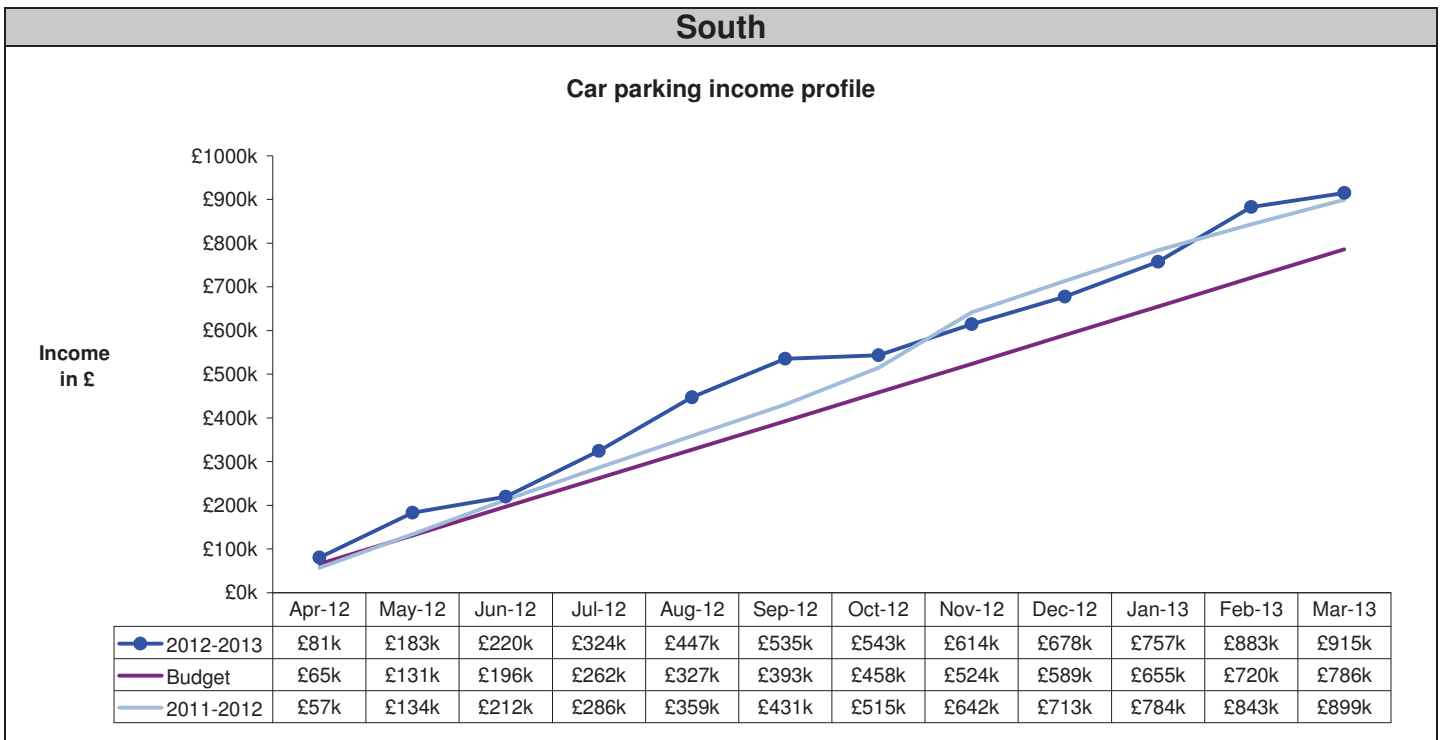 South
Car parking income profile
£1000k
£900k
£800k
£700k
£600k
£500k
£400k
£300k
£200k
£100k
£0k
Income
in £
Apr-12 May-12 Jun-12 Jul-12 Aug-12 Sep-12 Oct-12 Nov-12 Dec-12 Jan-13 Feb-13 Mar-13
2012-2013 £81k £183k £220k £324k £447k £535k £543k £614k £678k £757k £883k £915k
Budget £65k £131k £196k £262k £327k £393k £458k £524k £589k £655k £720k £786k
2011-2012 £57k £134k £212k £286k £359k £431k £515k £642k £713k £784k £843k £899k